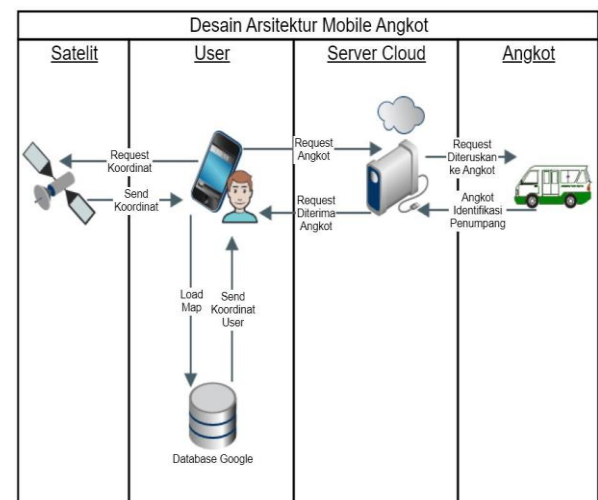 Desain Arsitektur Mobile Angkot
Satelit
User
Server Cloud
Angkot
Request
Koordinat
Send
Koordinat
Request
Angkot
Request
Diterima
Angkot
Request
Diteruskan
ke Angkot
Angkot
Identifikasi
Penumpang
Load
Map
Send
Koordinat
User
Database Google